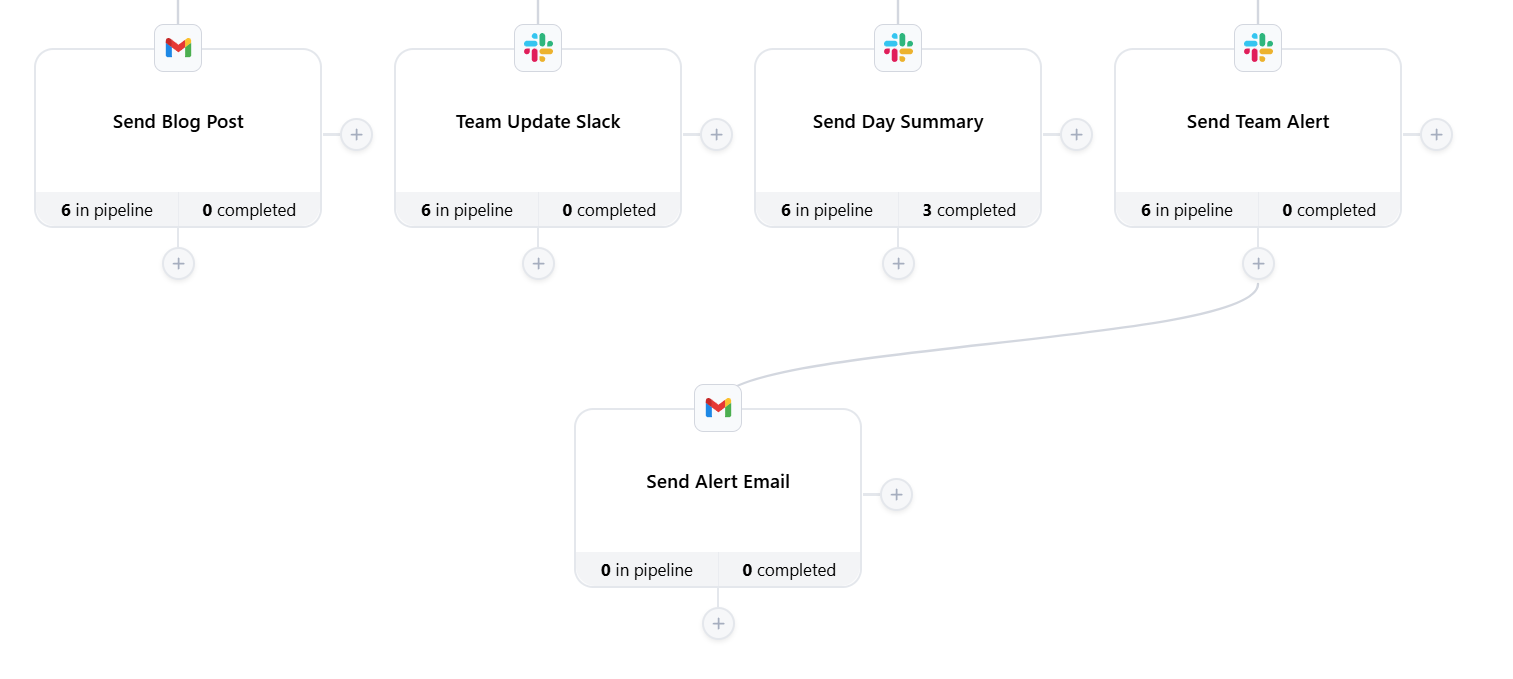 Send Blog Post
Team Update Slack
Send Day Summary
Send Team Alert
6 in pipeline
0 completed
6 in pipeline
0 completed
6 in pipeline
3 completed
6 in pipeline
0 completed
Send Alert Email
0 in pipeline
0 completed